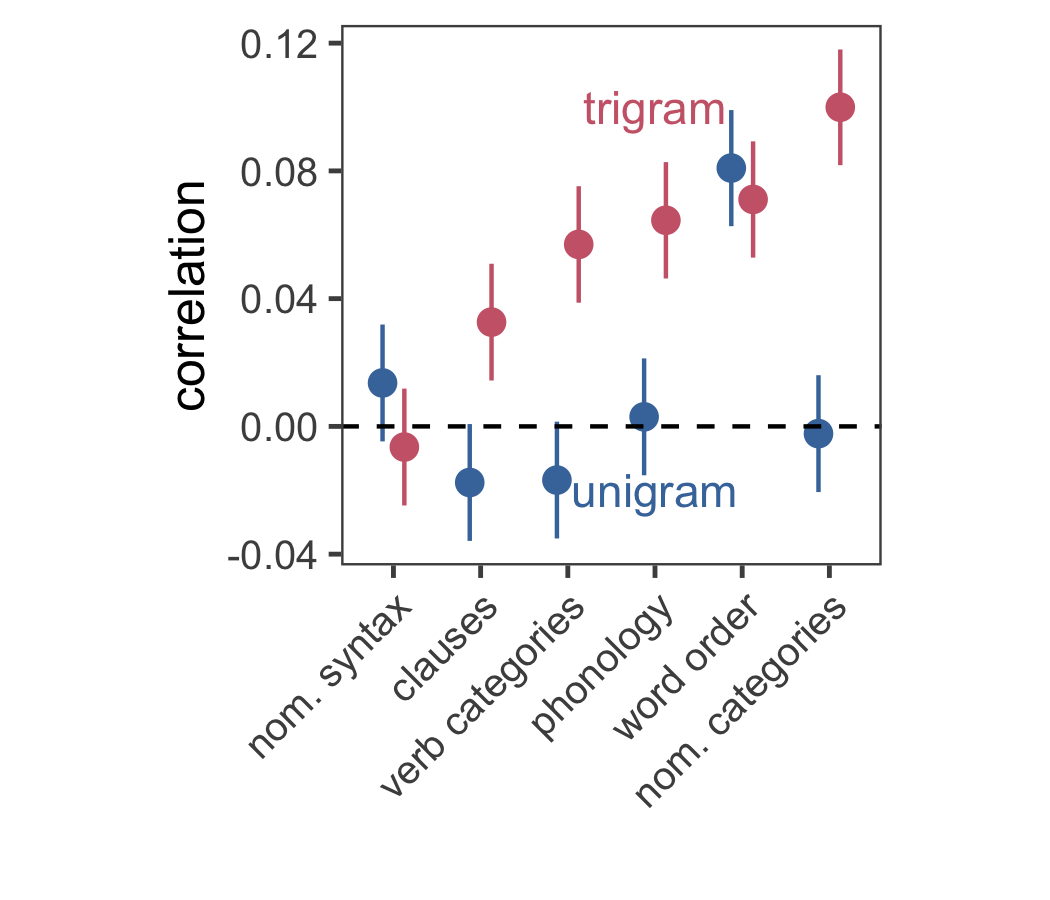 correlation
0.12
0.08
0.04
0.00
-0.04
trigram
unigram
nom. syntax
clauses
verb categories
phonology
word order
nom. categories